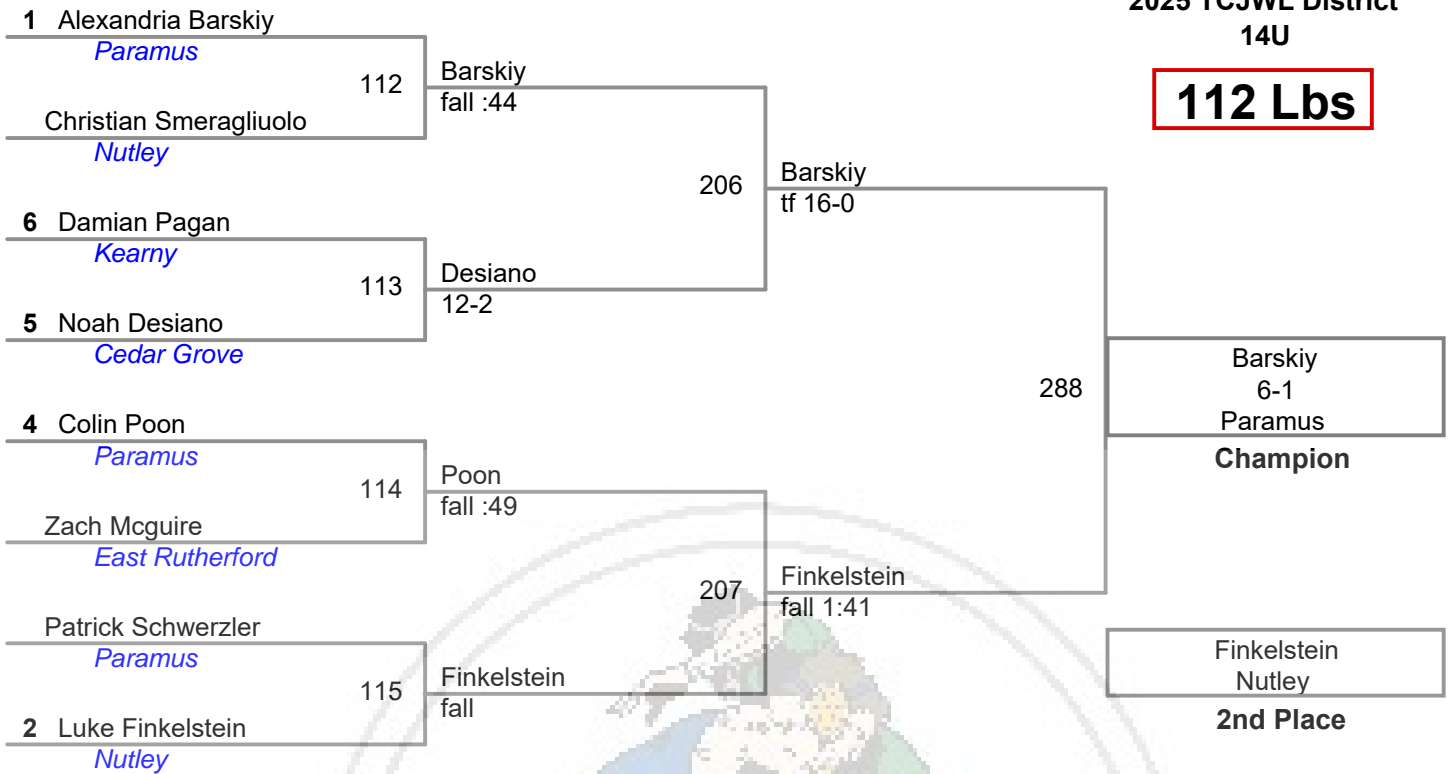 2025 TCJWL District
14U
112 Lbs
1 Alexandria Barskiy
Paramus
112
Barskiy
fall :44
Christian Smeragliuolo
Nutley
206
Barskiy
tf 16-0
6 Damian Pagan
Kearny
113
Desiano
12-2
5 Noah Desiano
Cedar Grove
288
Barskiy
6-1
Paramus
Champion
4 Colin Poon
Paramus
114
Poon
fall :49
Zach Mcguire
East Rutherford
207
Finkelstein
fall 1:41
Patrick Schwerzler
Paramus
115
Finkelstein
fall
2 Luke Finkelstein
Nutley
Finkelstein
Nutley
2nd Place